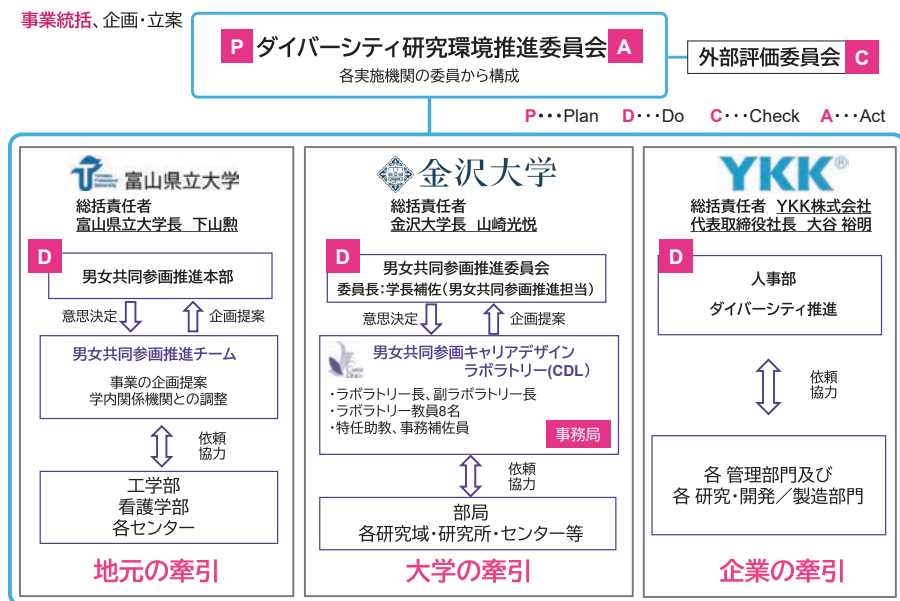 事業統括、企画・立案
P ダイバーシティ研究環境推進委員会 A
各実施機関の委員から構成
外部評価委員会 C
P・・・Plan D・・・Do C・・・Check A・・・Act
富山県立大学
総括責任者
富山県立大学長 下山勲
D
男女共同参画推進本部
意思決定 企画提案
男女共同参画推進チーム
事業の企画提案
学内関係機関との調整
依頼
協力
工学部
看護学部
各センター
地元の牽引
金沢大学
総括責任者
金沢大学長 山崎光悦
D
男女共同参画推進委員会
委員長：学長補佐（男女共同参画推進担当）
意思決定 企画提案
男女共同参画キャリアデザイン
ラボラトリー(CDL）
・ラボラトリー長、副ラボラトリー長
・ラボラトリー教員8名
・特任助教、事務補佐員
事務局
依頼
協力
部局
各研究域・研究所・センター等
大学の牽引
YKK®
総括責任者 YKK株式会社
代表取締役社長 大谷 裕明
D
人事部
ダイバーシティ推進
依頼
協力
各 管理部門及び
各 研究・開発／製造部門
企業の牽引